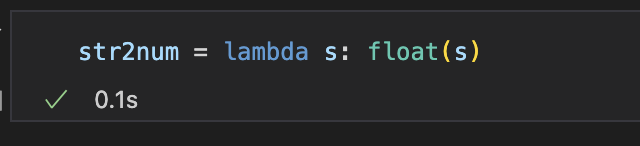 str2num = lambda s: float(s)
0.1s